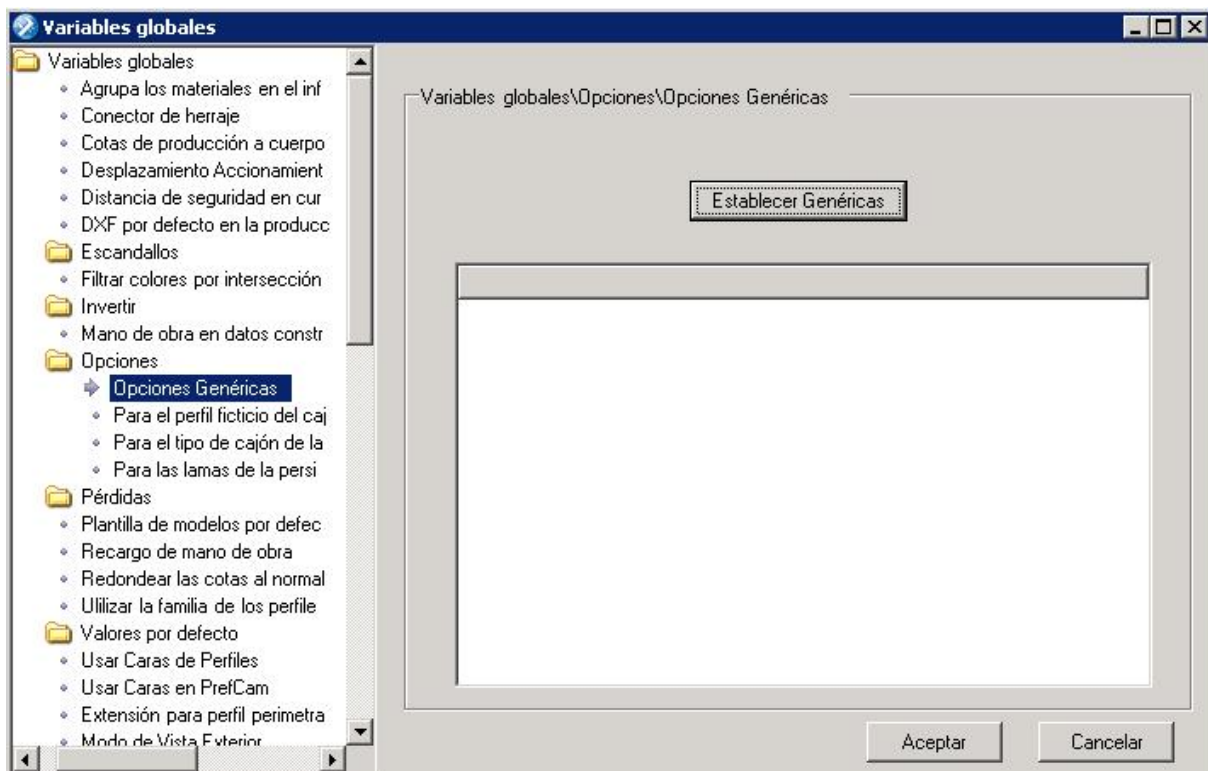 Variables globales
Variables globales
Agrupa los materiales en el inf
Conector de herraje
Cotas de producción a cuerpo
Desplazamiento Accionamient
Distancia de seguridad en cur
DXF por defecto en la producc
Escandallos
Filtrar colores por intersección
Invertir
Mano de obra en datos constr
Opciones
Opciones Genéricas
Para el perfil ficticio del caj
Para el tipo de cajón de la
Para las lamas de la persi
Pérdidas
Plantilla de modelos por defec
Recargo de mano de obra
Redondear las cotas al normal
Ulilizar la familia de los perfile
Valores por defecto
Usar Caras de Perfiles
Usar Caras en PrefCam
Extensión para perfil perimetra
Modo de Vista Exterior
Variables globales\Opciones\Opciones Genéricas
Establecer Genéricas
Aceptar
Cancelar